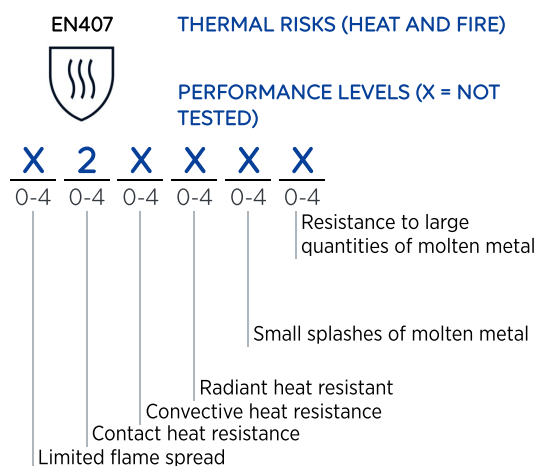 EN407
THERMAL RISKS (HEAT AND FIRE)
PERFORMANCE LEVELS (X = NOT
TESTED)
X 2 X X X X
0-4 0-4 0-4 0-4 0-4 0-4
Resistance to large
quantities of molten metal
Small splashes of molten metal
Radiant heat resistant
Convective heat resistance
Contact heat resistance
Limited flame spread